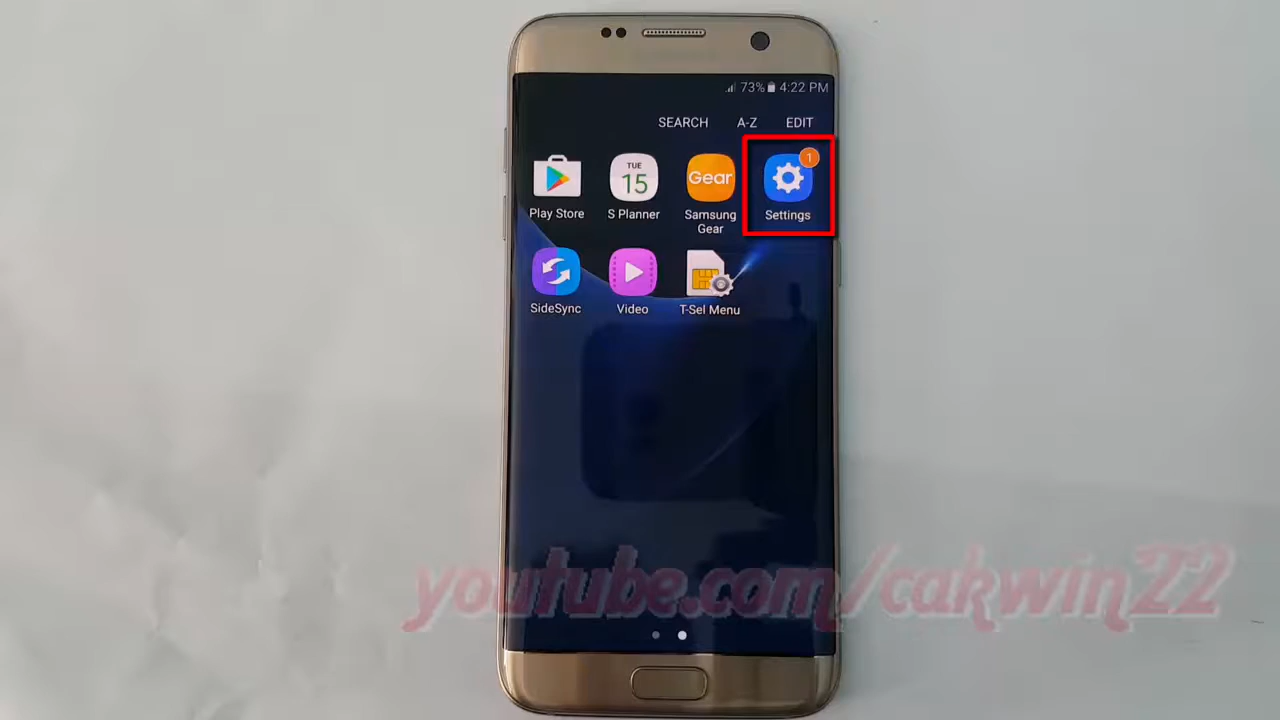 73% 4:22 PM
SEARCH A-Z EDIT
TUE
15
Gear
1
Play Store
S Planner
Samsung
Gear
Settings
SideSync
Video
T-Sel Menu
youtube.com/cakwin22